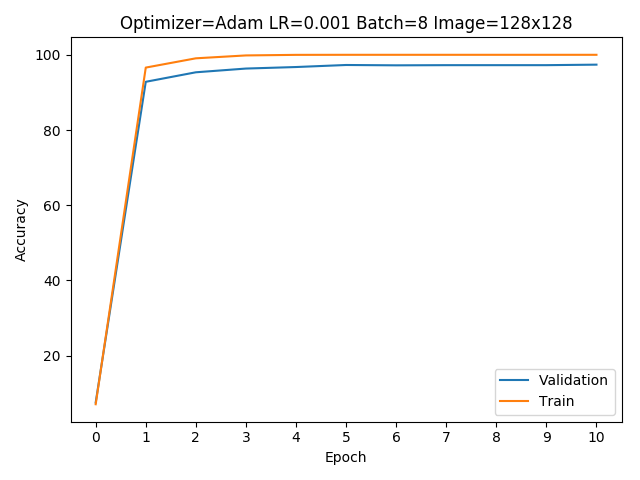 Optimizer=Adam LR=0.001 Batch=8 Image=128x128
100
80
60
40
20
Accuracy
Validation
Train
0 1 2 3 4 5 6 7 8 9 10
Epoch